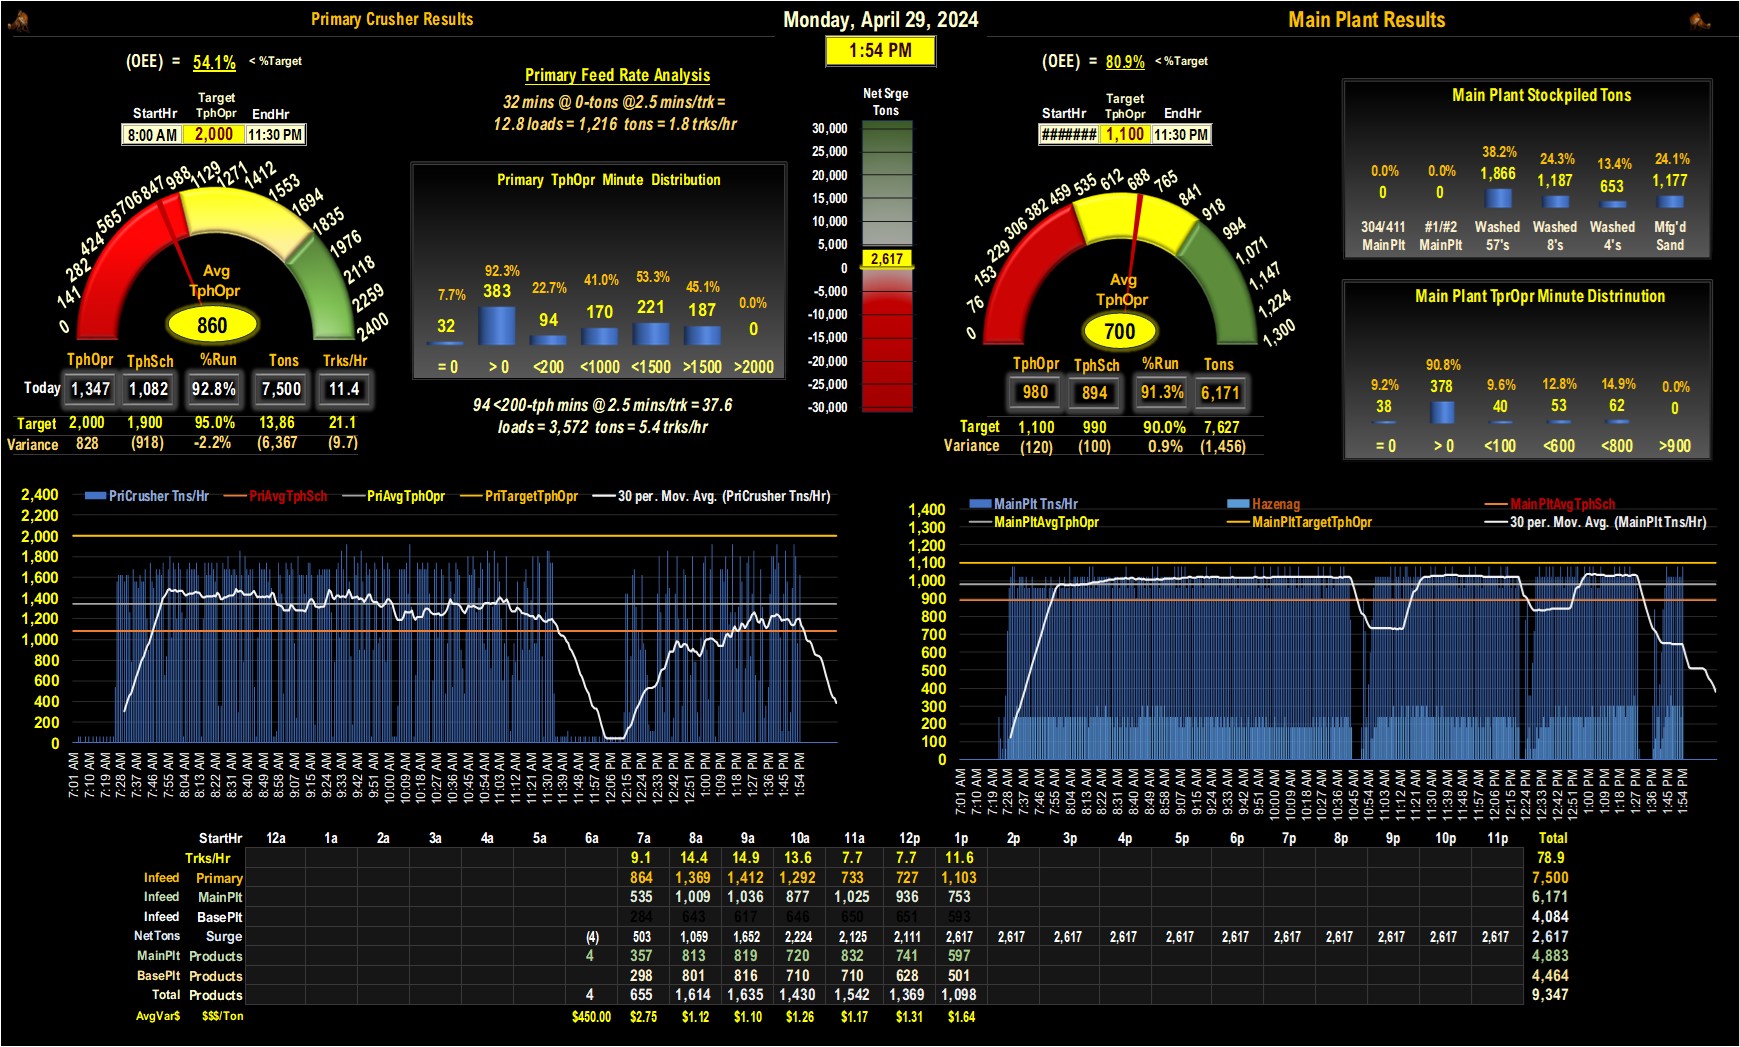 Primary Crusher Results
Monday, April 29, 2024
Main Plant Results
1:54 PM
(OEE) = 54.1% < %Target
Target
StartHr TphOpr EndHr
8:00 AM 2,000 11:30 PM
0 141 282 424 565 706 847 988 1129 1271 1412 1553 1694 1835 1976 2118 2259 2400
Avg
TphOpr
860
TphOpr TphSch %Run Tons Trks/Hr
Today 1,347 1,082 92.8% 7,500 11.4
Target 2,000 1,900 95.0% 13,86 21.1
Variance 828 (918) -2.2% (6,367 (9.7)
Primary Feed Rate Analysis
32 mins @ 0-tons @2.5 mins/trk =
12.8 loads = 1,216 tons = 1.8 trks/hr
Primary TphOpr Minute Distribution
7.7% 92.3% 22.7% 41.0% 53.3% 45.1% 0.0%
32 383 94 170 221 187 0
= 0 > 0 <200 <1000 <1500 >1500 >2000
94 <200-tph mins @ 2.5 mins/trk = 37.6
loads = 3,572 tons = 5.4 trks/hr
Net Srge
Tons
30,000
25,000
20,000
15,000
10,000
5,000
2,617
0
-5,000
-10,000
-15,000
-20,000
-25,000
-30,000
(OEE) = 80.9% < %Target
Target
StartHr TphOpr EndHr
####### 1,100 11:30 PM
0 76 153 229 306 382 459 535 612 688 765 841 918 994 1,071 1,147 1,224 1,300
Avg
TphOpr
700
TphOpr TphSch %Run Tons
980 894 91.3% 6,171
Target 1,100 990 90.0% 7,627
Variance (120) (100) 0.9% (1,456)
Main Plant Stockpiled Tons
0.0% 0.0% 38.2% 24.3% 13.4% 24.1%
0 0 1,866 1,187 653 1,177
304/411 #1/#2 Washed Washed Washed Mfg'd
MainPlt MainPlt 57's 8's 4's Sand
Main Plant TprOpr Minute Distrinution
9.2% 90.8% 9.6% 12.8% 14.9% 0.0%
38 378 40 53 62 0
= 0 > 0 <100 <600 <800 >900
PriCrusher Tns/Hr PriAvgTphSch PriAvgTphOpr PriTargetTphOpr 30 per. Mov. Avg. (PriCrusher Tns/Hr)
2,400
2,200
2,000
1,800
1,600
1,400
1,200
1,000
800
600
400
200
0
7:01 AM 7:10 AM 7:19 AM 7:28 AM 7:37 AM 7:46 AM 7:55 AM 8:04 AM 8:13 AM 8:22 AM 8:31 AM 8:40 AM 8:49 AM 8:58 AM 9:07 AM 9:15 AM 9:24 AM 9:33 AM 9:42 AM 9:51 AM 10:00 AM 10:09 AM 10:18 AM 10:27 AM 10:36 AM 10:45 AM 10:54 AM 11:03 AM 11:12 AM 11:21 AM 11:30 AM 11:39 AM 11:48 AM 11:57 AM 12:06 PM 12:15 PM 12:24 PM 12:33 PM 12:42 PM 12:51 PM 1:00 PM 1:09 PM 1:18 PM 1:27 PM 1:36 PM 1:45 PM 1:54 PM
MainPlt Tns/Hr Hazenag MainPltAvgTphSch
MainPltAvgTphOpr MainPltTargetTphOpr 30 per. Mov. Avg. (MainPlt Tns/Hr)
1,400
1,300
1,200
1,100
1,000
900
800
700
600
500
400
300
200
100
0
7:01 AM 7:10 AM 7:19 AM 7:28 AM 7:37 AM 7:46 AM 7:55 AM 8:04 AM 8:13 AM 8:22 AM 8:31 AM 8:40 AM 8:49 AM 8:58 AM 9:07 AM 9:15 AM 9:24 AM 9:33 AM 9:42 AM 9:51 AM 10:00 AM 10:09 AM 10:18 AM 10:27 AM 10:36 AM 10:45 AM 10:54 AM 11:03 AM 11:12 AM 11:21 AM 11:30 AM 11:39 AM 11:48 AM 11:57 AM 12:08 PM 12:15 PM 12:24 PM 12:33 PM 12:42 PM 12:51 PM 1:00 PM 1:09 PM 1:18 PM 1:27 PM 1:36 PM 1:45 PM 1:54 PM
StartHr 12a 1a 2a 3a 4a 5a 6a 7a 8a 9a 10a 11a 12p 1p 2p 3p 4p 5p 6p 7p 8p 9p 10p 11p Total
Trks/Hr 9.1 14.4 14.9 13.6 7.7 7.7 11.6 78.9
Infeed Primary 864 1,369 1,412 1,292 733 727 1,103 7,500
Infeed MainPlt 535 1,009 1,036 877 1,025 936 753 6,171
Infeed BasePlt 284 643 617 646 650 651 593 4,084
NetTons Surge (4) 503 1,059 1,652 2,224 2,125 2,111 2,617 2,617 2,617 2,617 2,617 2,617 2,617 2,617 2,617 2,617 2,617 2,617
MainPlt Products 4 357 813 819 720 832 741 597 4,883
BasePlt Products 298 801 816 710 710 628 501 4,464
Total Products 4 655 1,614 1,635 1,430 1,542 1,369 1,098 9,347
AvgVar$ $$$/Ton $450.00 $2.75 $1.12 $1.10 $1.26 $1.17 $1.31 $1.64